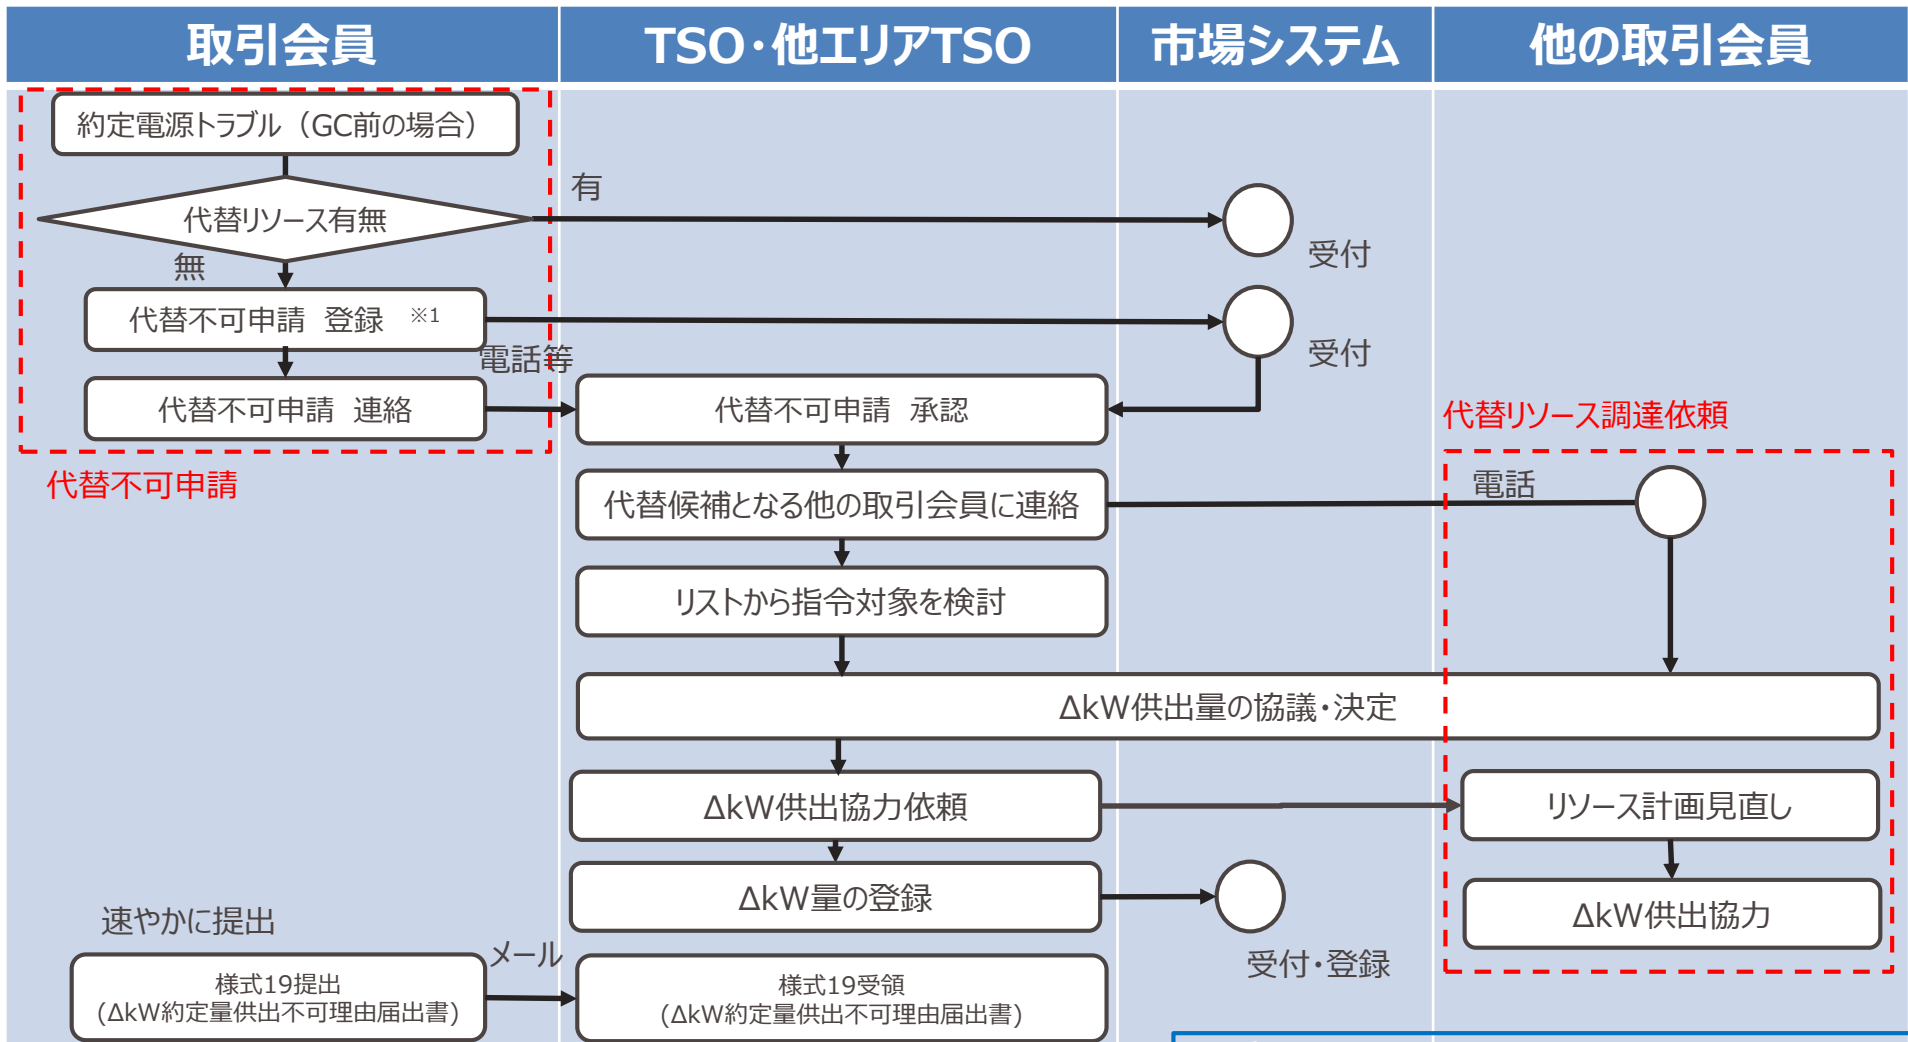 取引会員
TSO・他エリアTSO
市場システム
他の取引会員
約定電源トラブル（GC前の場合）
代替リソース有無
有
受付
無
代替不可申請 登録 ※1
受付
電話等
代替不可申請 連絡
代替不可申請 承認
代替不可申請
代替リソース調達依頼
代替候補となる他の取引会員に連絡
電話
リストから指令対象を検討
ΔkW供出量の協議・決定
ΔkW供出協力依頼
リソース計画見直し
ΔkW量の登録
受付・登録
ΔkW供出協力
速やかに提出
様式19提出
(ΔkW約定量供出不可理由届出書)
メール
様式19受領
(ΔkW約定量供出不可理由届出書)